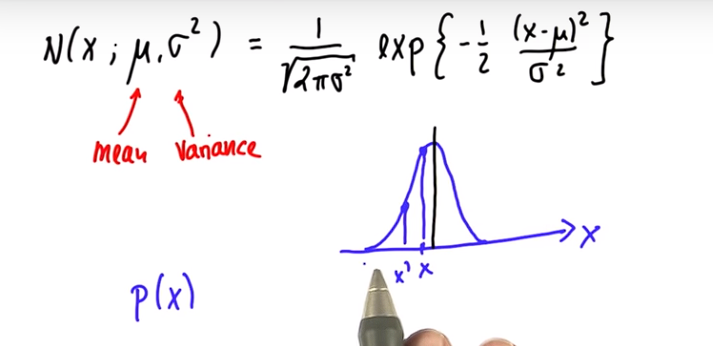 N(x ; μ, σ²) = 1/√2πσ² exp{-1/2 (x-μ)²/σ²}
mean Variance
x
x' x
p(x)